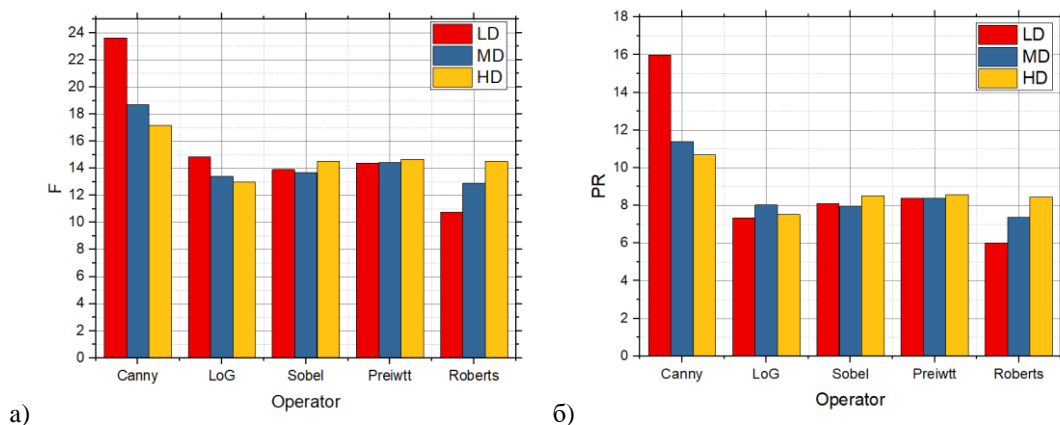 24
22
20
18
16
14
12
10
8
6
4
2
0
F
LD
MD
HD
Canny LoG Sobel Preiwtt Roberts
Operator
а)
18
16
14
12
10
8
6
4
2
0
PR
LD
MD
HD
Canny LoG Sobel Preiwtt Roberts
Operator
б)